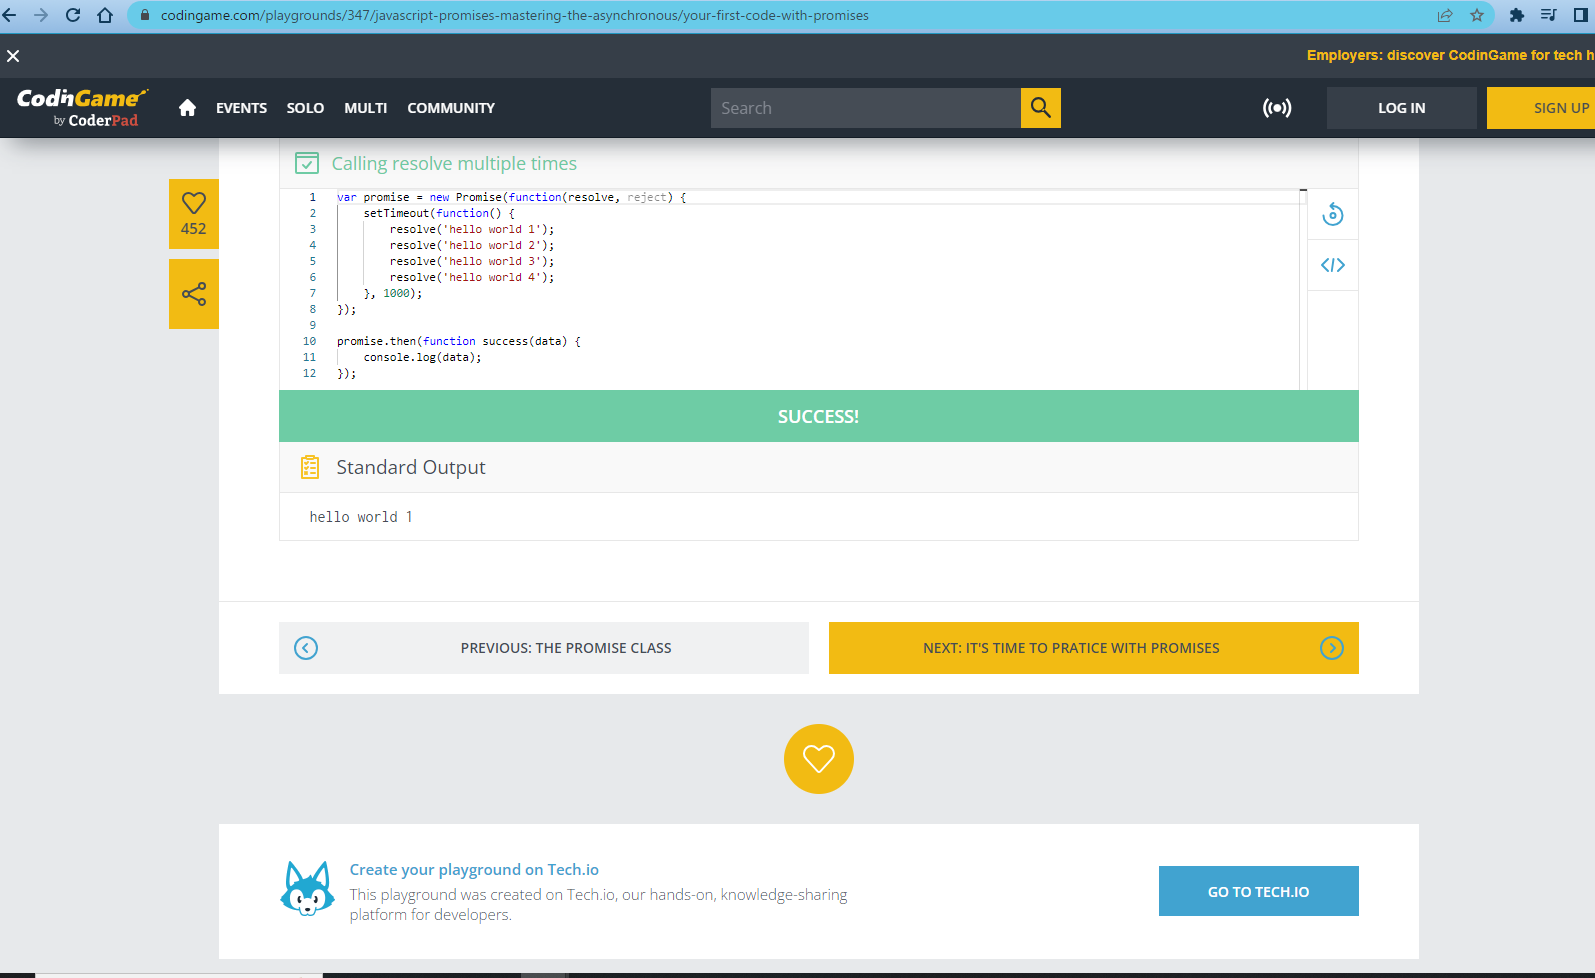 codingame.com/playgrounds/347/javascript-promises-mastering-the-asynchronous/your-first-code-with-promises
Employers: discover CodinGame for tech h
CodinGame
by CoderPad
EVENTS SOLO MULTI COMMUNITY
Search
LOG IN
SIGN UP
Calling resolve multiple times
452
1 var promise = new Promise(function(resolve, reject) {
2     setTimeout(function() {
3         resolve('hello world 1');
4         resolve('hello world 2');
5         resolve('hello world 3');
6         resolve('hello world 4');
7     }, 1000);
8 });
9
10 promise.then(function success(data) {
11     console.log(data);
12 });
SUCCESS!
Standard Output
hello world 1
PREVIOUS: THE PROMISE CLASS
NEXT: IT'S TIME TO PRATICE WITH PROMISES
Create your playground on Tech.io
This playground was created on Tech.io, our hands-on, knowledge-sharing
platform for developers.
GO TO TECH.IO